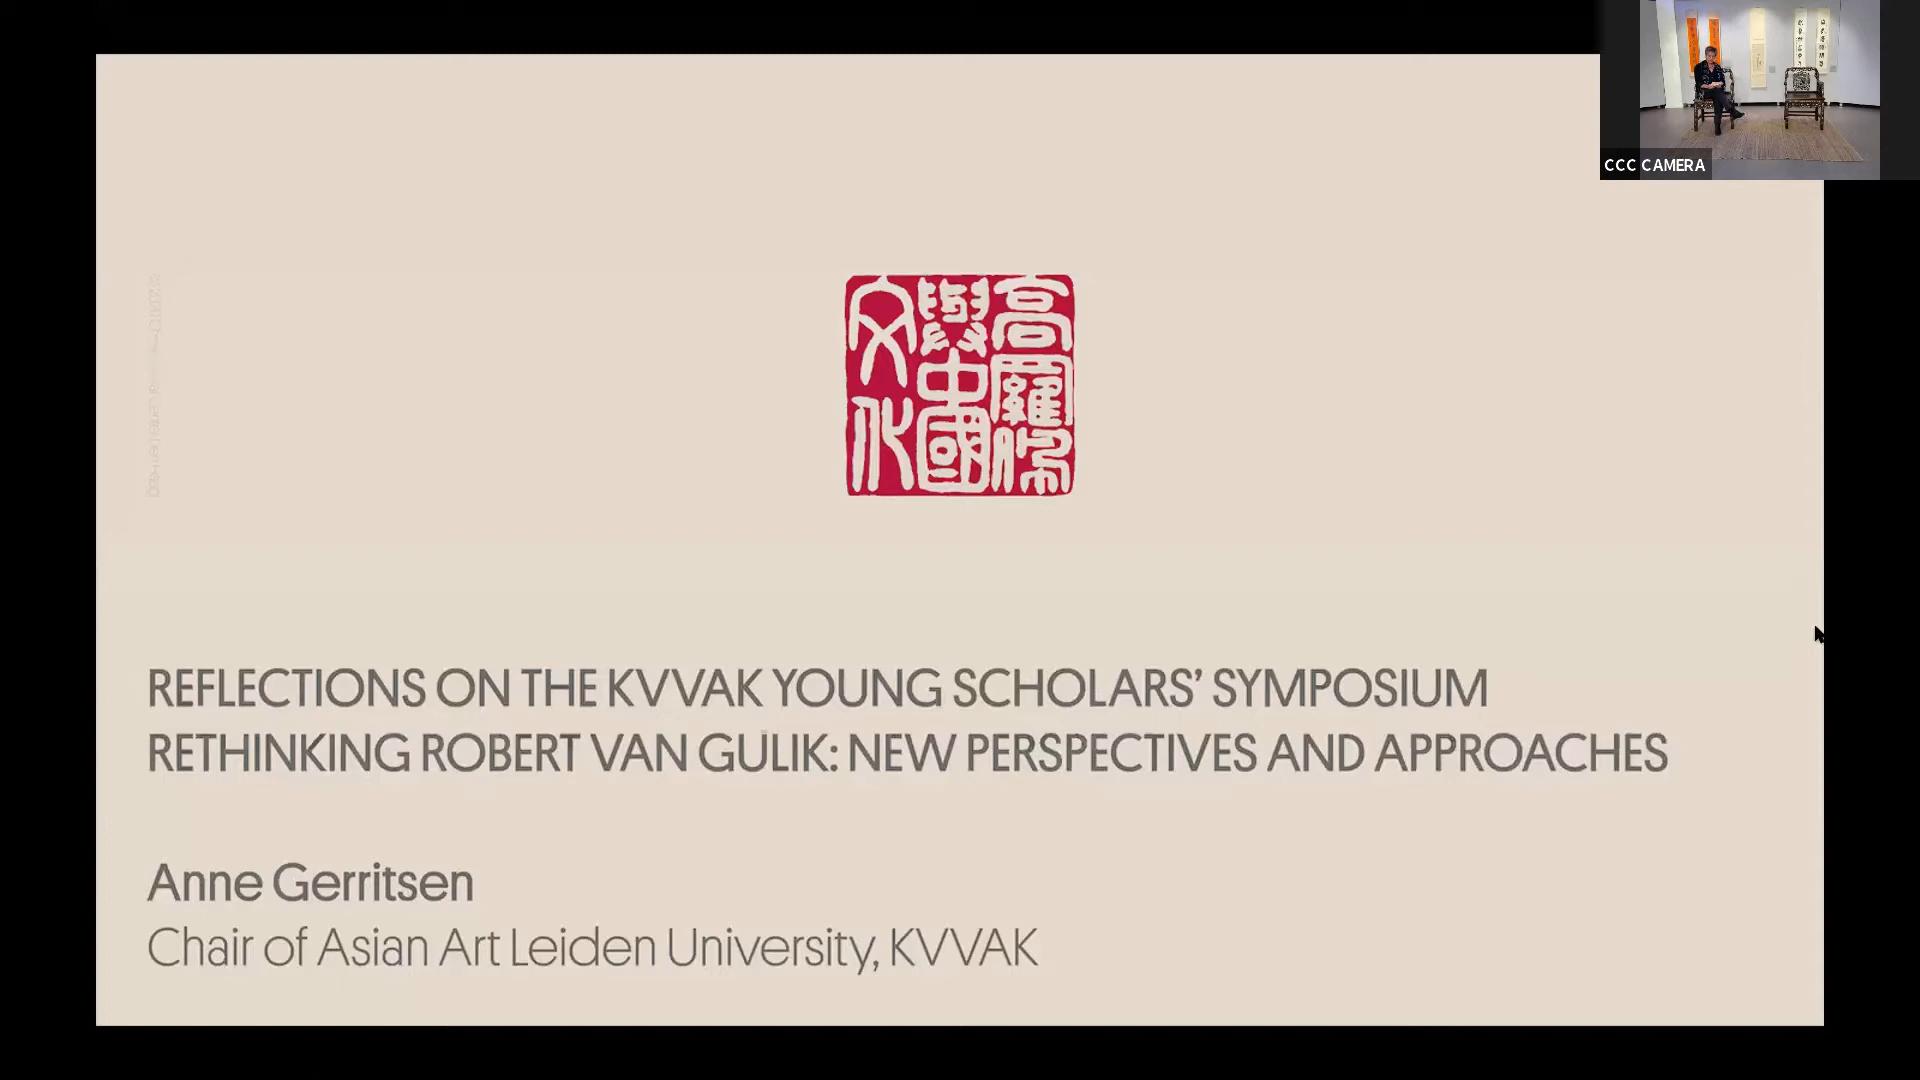 高羅佩
與中國
文化
REFLECTIONS ON THE KVVAK YOUNG SCHOLARS’ SYMPOSIUM
RETHINKING ROBERT VAN GULIK: NEW PERSPECTIVES AND APPROACHES
Anne Gerritsen
Chair of Asian Art Leiden University, KVVAK
CCC CAMERA